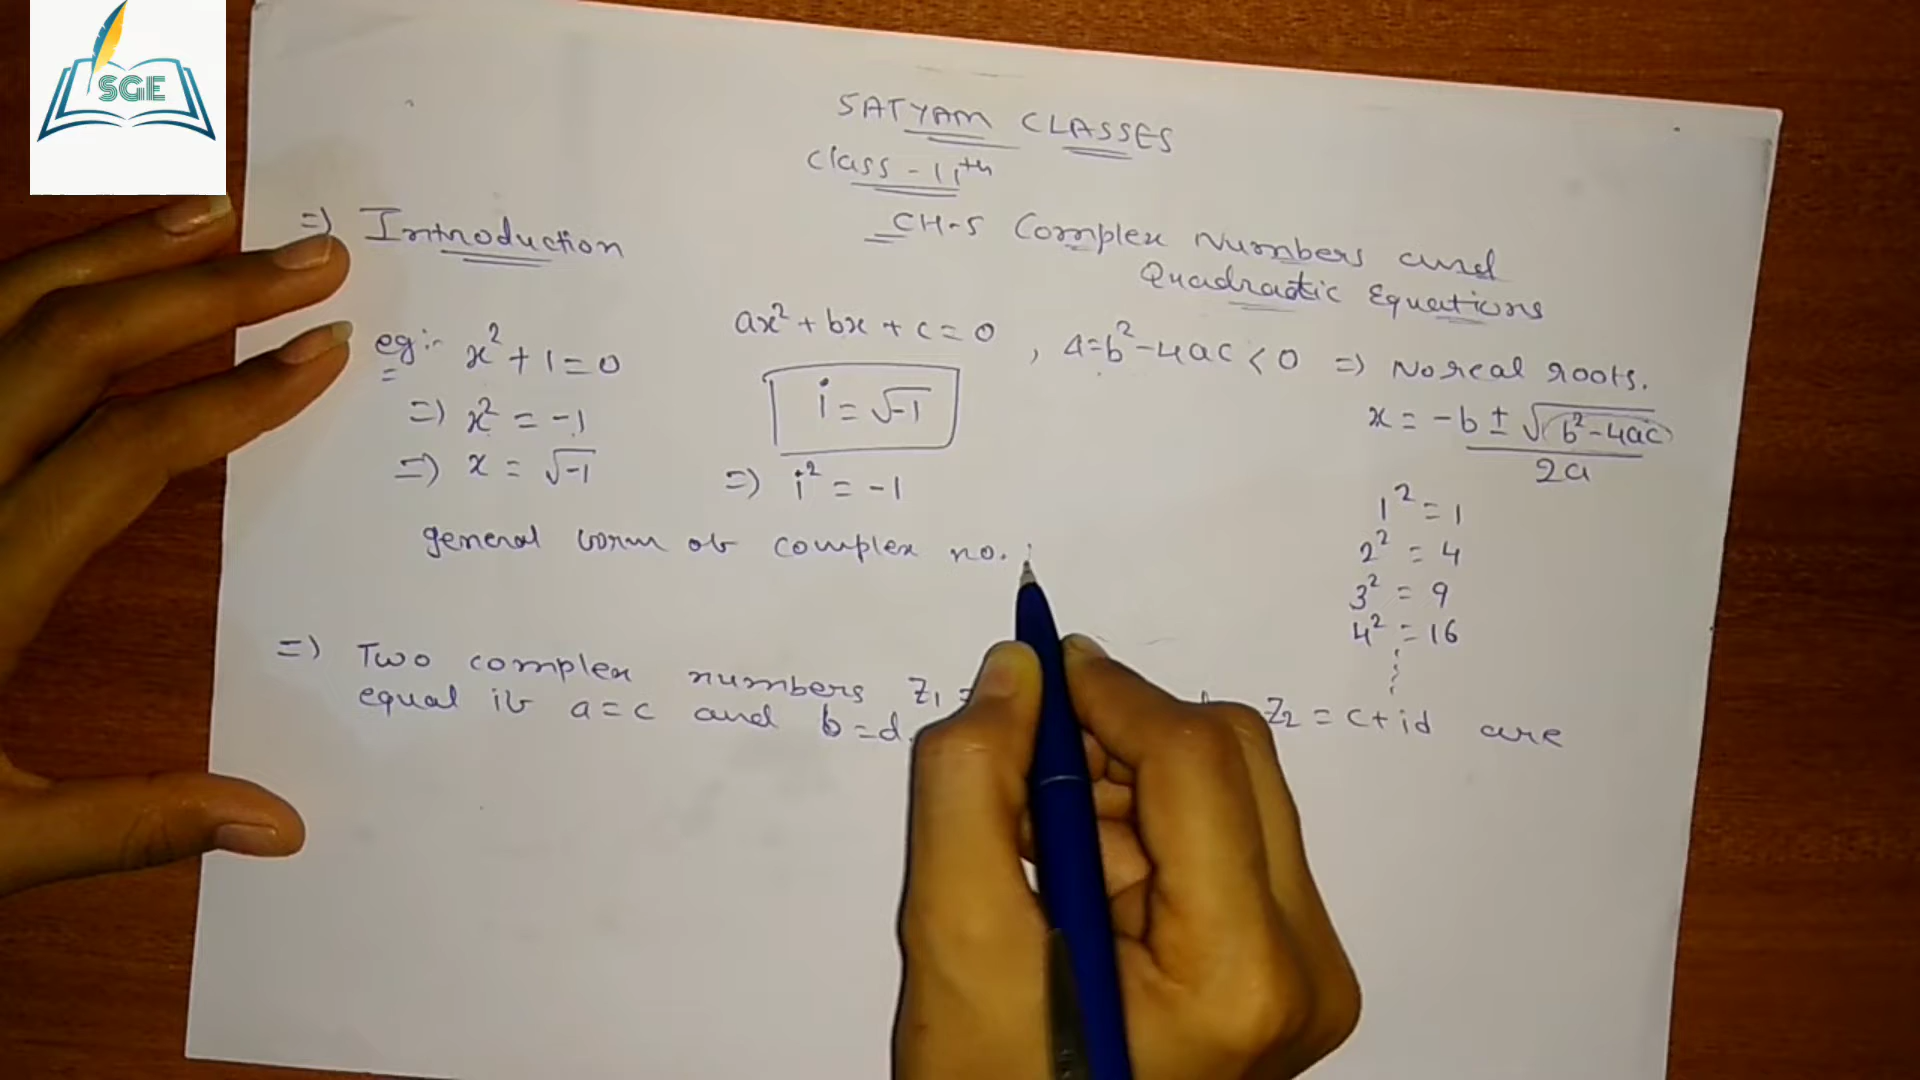 SGE
SATYAM CLASSES
Class - 11th
=> Introduction
CH-5 Complex Numbers and
Quadratic Equations
eg:- x² + 1 = 0
=> x² = -1
=> x = √-1
ax² + bx + c = 0 , Δ=b²-4ac < 0 => No real roots.
i = √-1
=> i² = -1
x = -b ± √b²-4ac
2a
1² = 1
2² = 4
3² = 9
4² = 16
general form of complex no.
=> Two complex numbers Z₁ = Z₂ = c + id are
equal if a = c and b = d.